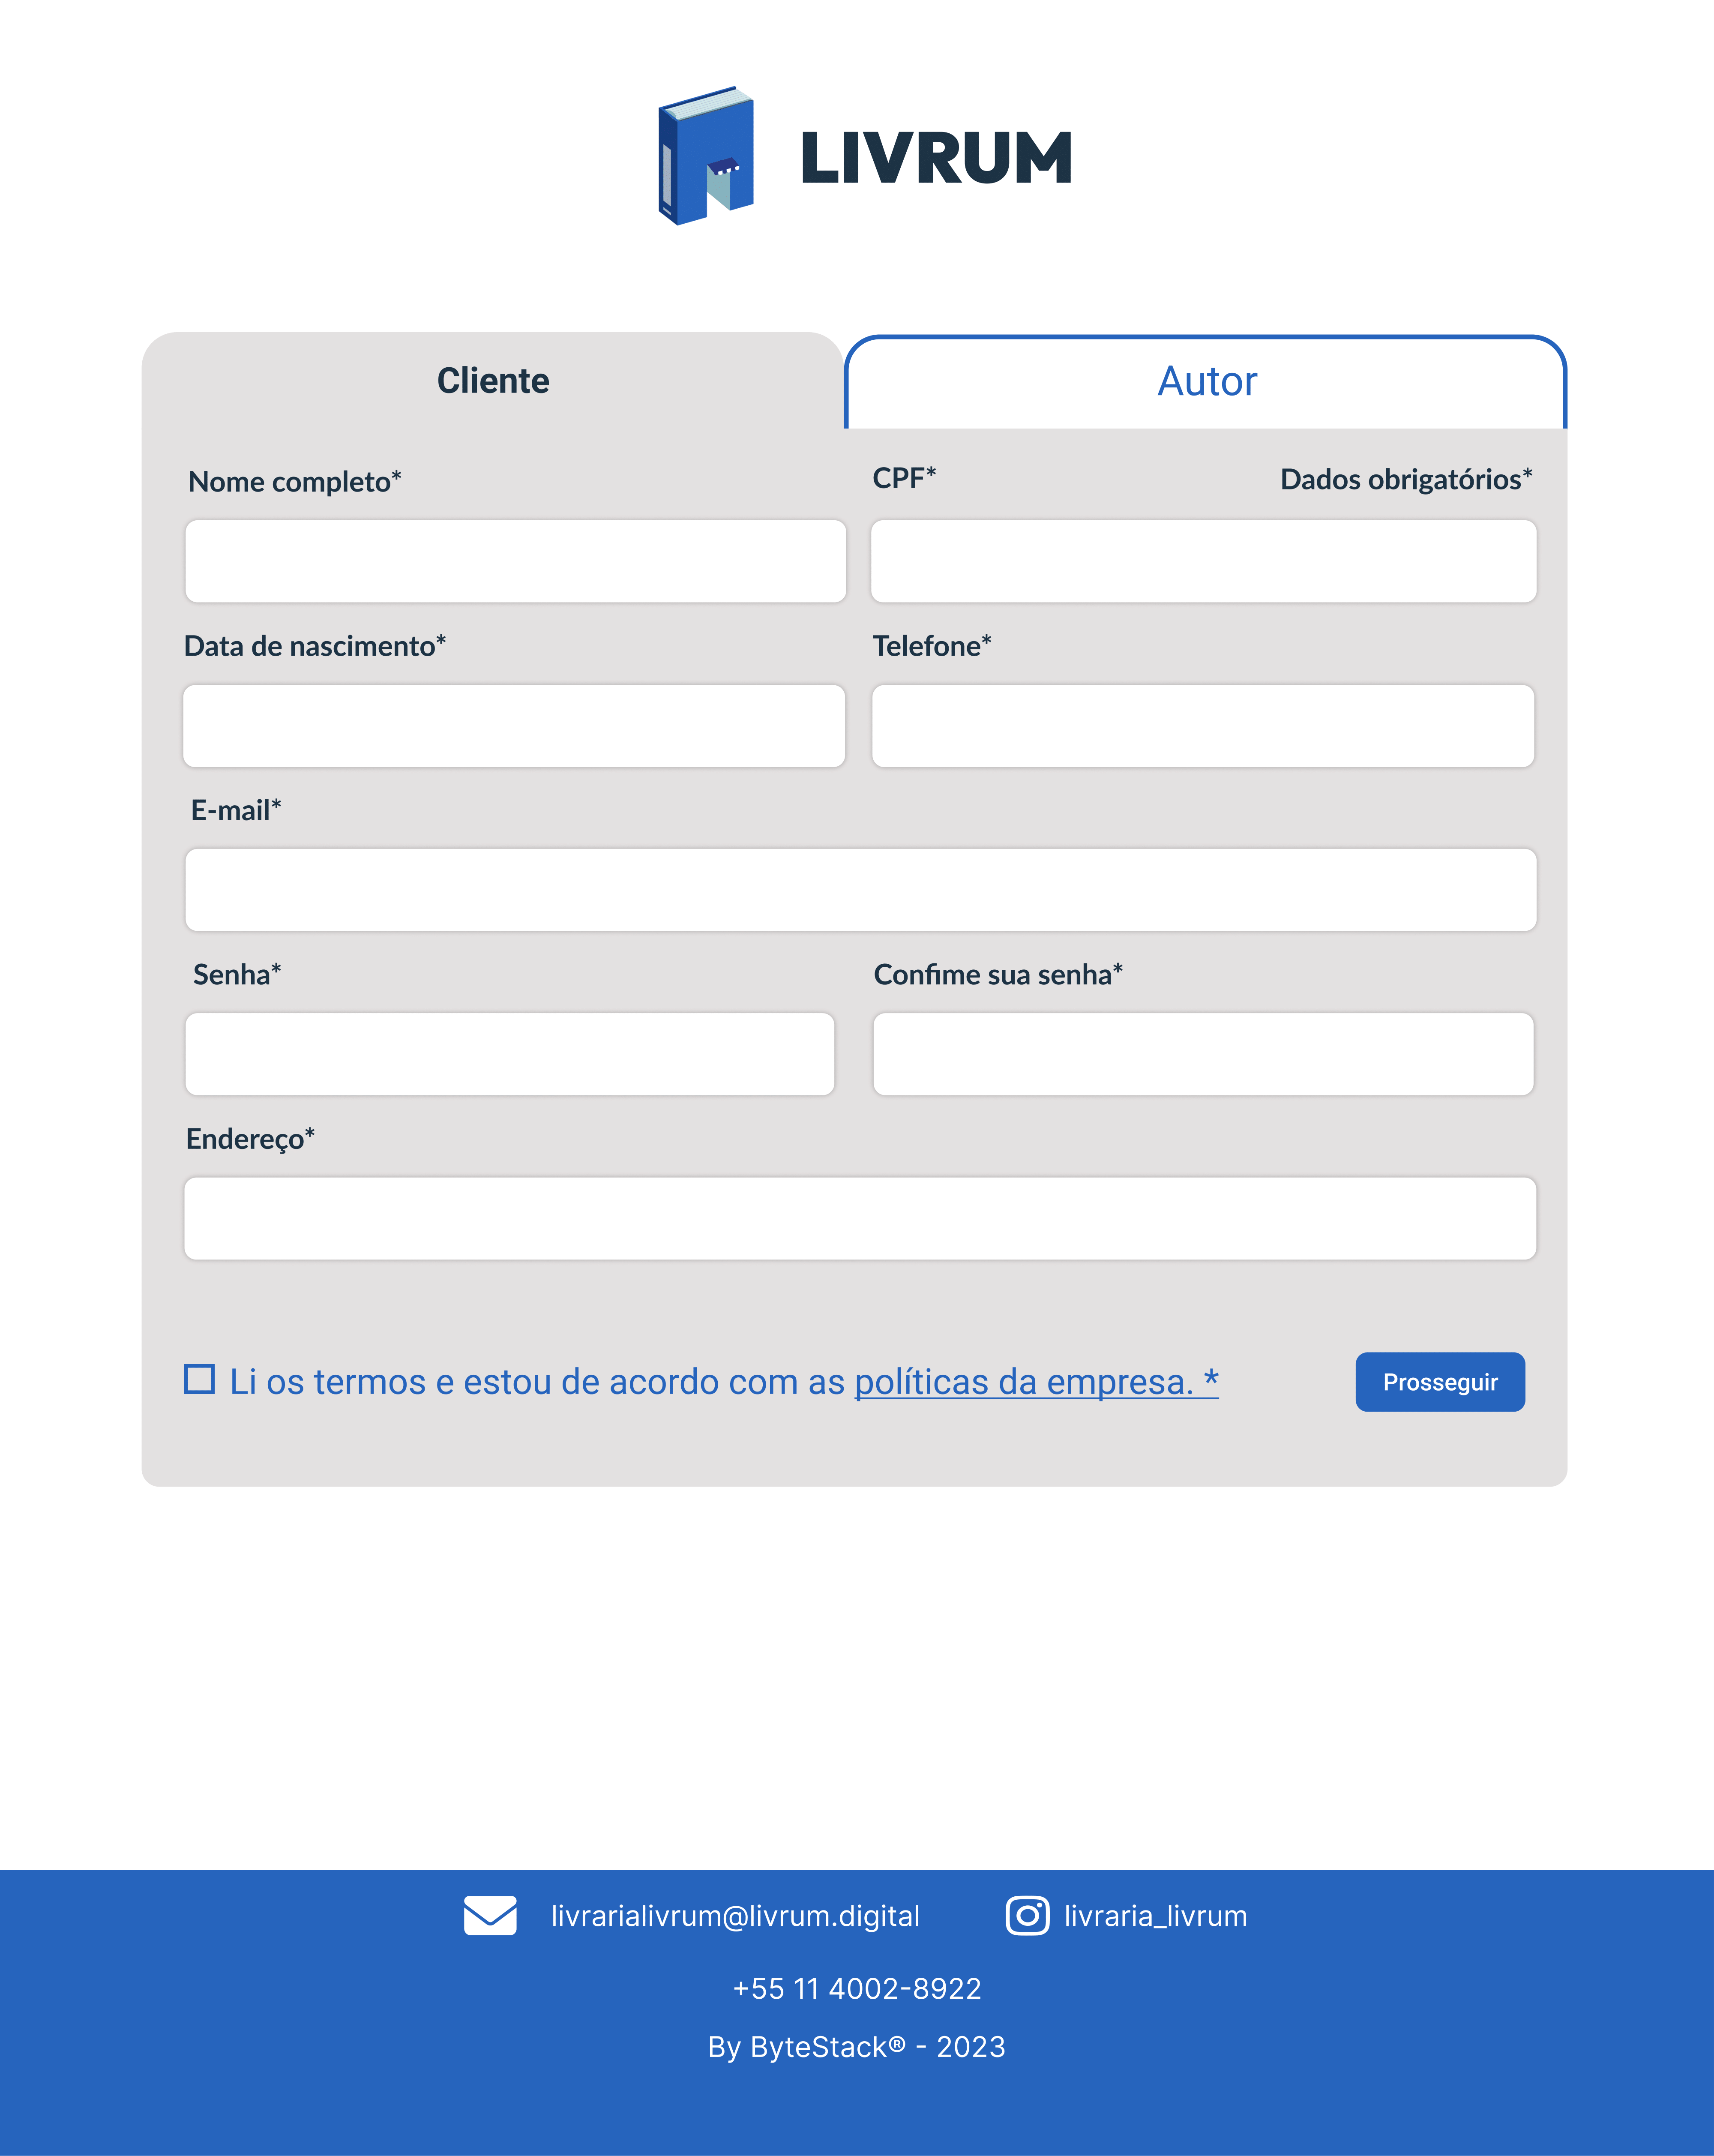 LIVRUM
Cliente
Autor
Nome completo*
CPF*
Dados obrigatórios*
Data de nascimento*
Telefone*
E-mail*
Senha*
Confime sua senha*
Endereço*
Li os termos e estou de acordo com as políticas da empresa. *
Prosseguir
livrarialivrum@livrum.digital
livraria_livrum
+55 11 4002-8922
By ByteStack® - 2023